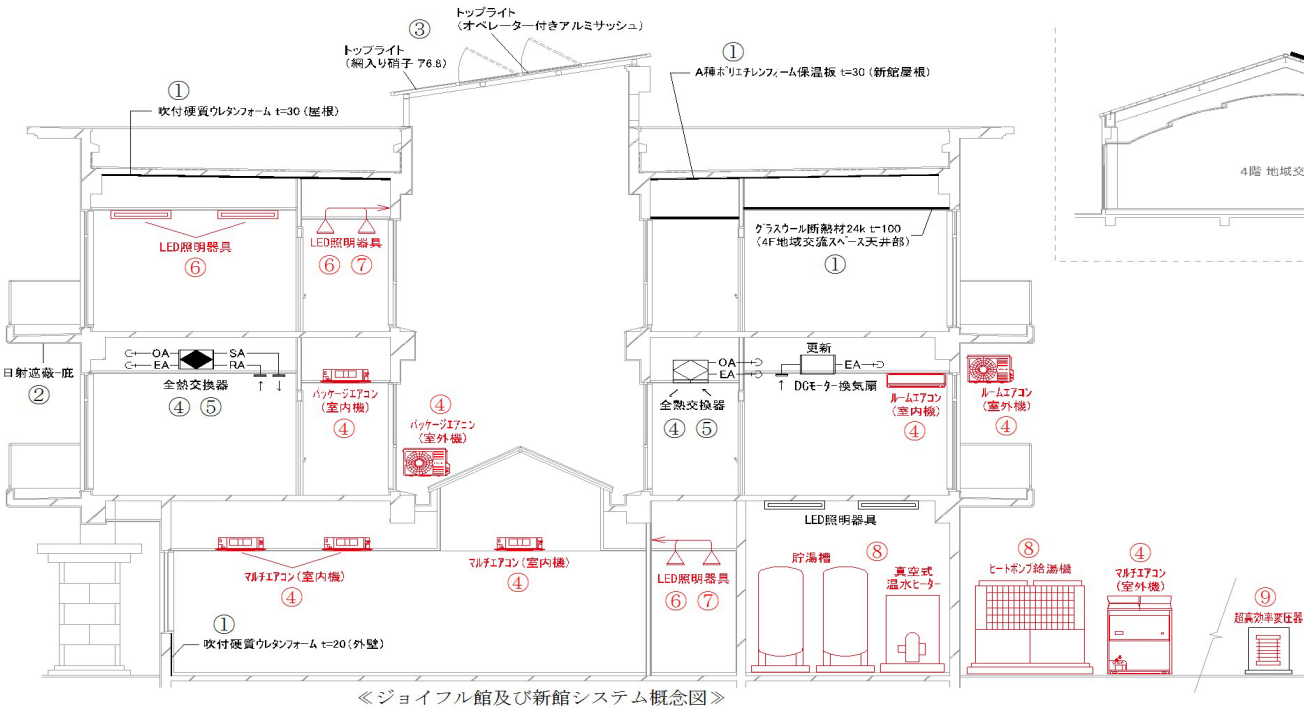 トップライト
(オペレーター付きアルミサッシュ)
③
トップライト
(網入り硝子 ア6.8)
①
A種ポリエチレンフォーム保温板 t=30 (新館屋根)
①
吹付硬質ウレタンフォーム t=30 (屋根)
4階 地域交
LED照明器具
⑥
LED照明器具
⑥ ⑦
グラスウール断熱材24k t=100
(4F地域交流スペース天井部)
①
日射遮蔽-庇
②
OA
EA
SA
RA
全熱交換器
④ ⑤
パッケージエアコン
(室内機)
④
④
パッケージエアコン
(室外機)
OA
EA
全熱交換器
④ ⑤
更新
EA
DCモーター換気扇
ルームエアコン
(室内機)
④
ルームエアコン
(室外機)
④
LED照明器具
マルチエアコン(室内機)
④
マルチエアコン(室内機)
④
LED照明器具
⑥ ⑦
貯湯槽
⑧
真空式
温水ヒーター
⑧
ヒートポンプ給湯機
④
マルチエアコン
(室外機)
⑨
超高効率変圧器
①
吹付硬質ウレタンフォーム t=20(外壁)
≪ジョイフル館及び新館システム概念図≫